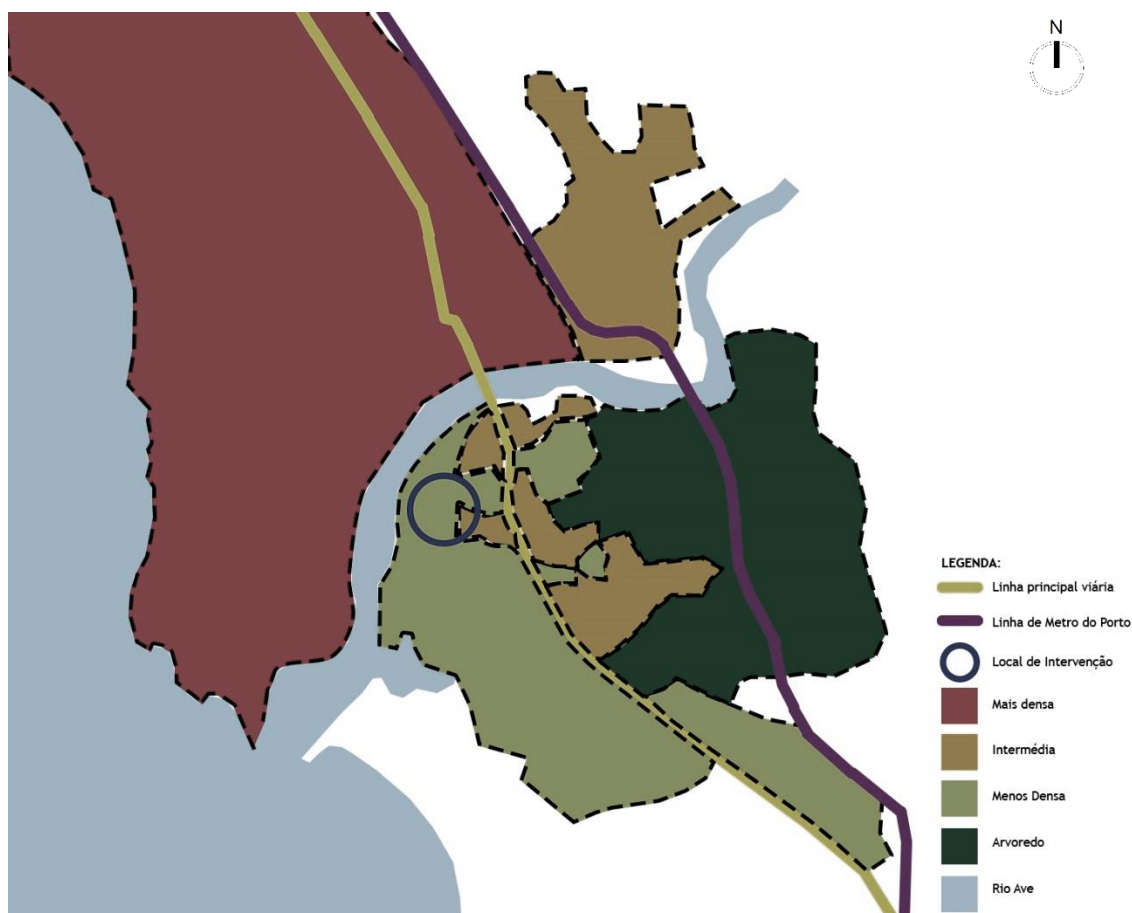 N
LEGENDA:
Linha principal viária
Linha de Metro do Porto
Local de Intervenção
Mais densa
Intermédia
Menos Densa
Arvoredo
Rio Ave